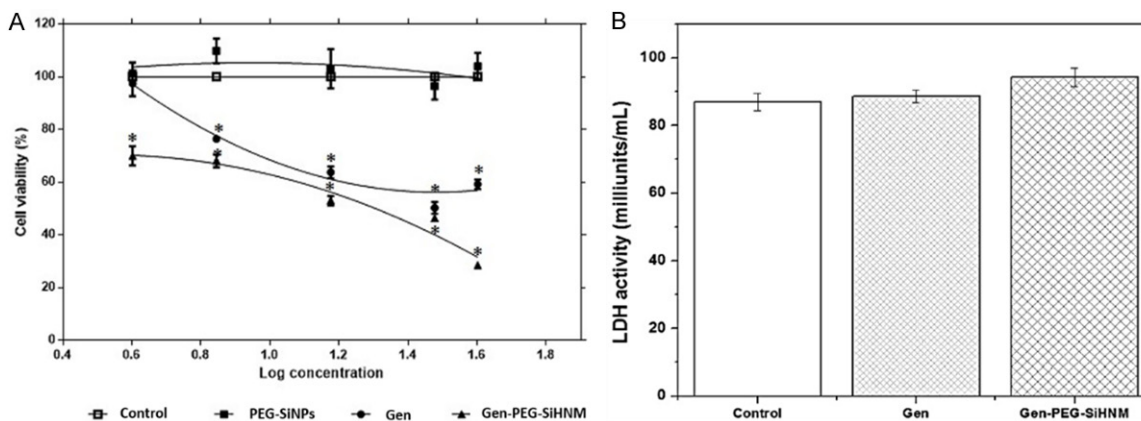 A
Cell viability (%)
120
100
80
60
40
20
0
*
*
*
*
*
*
*
*
*
0.4 0.6 0.8 1.0 1.2 1.4 1.6 1.8
Log concentration
Control PEG-SiNPs Gen Gen-PEG-SiHNM
B
LDH activity (milliunits/mL)
100
80
60
40
20
0
Control Gen Gen-PEG-SiHNM